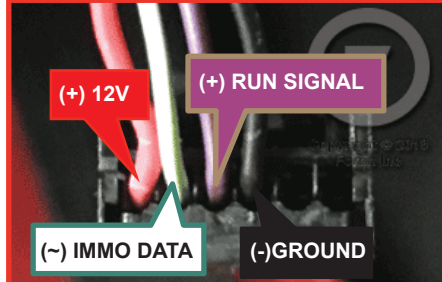 (+) 12V
(+) RUN SIGNAL
(~) IMMO DATA
(-)GROUND